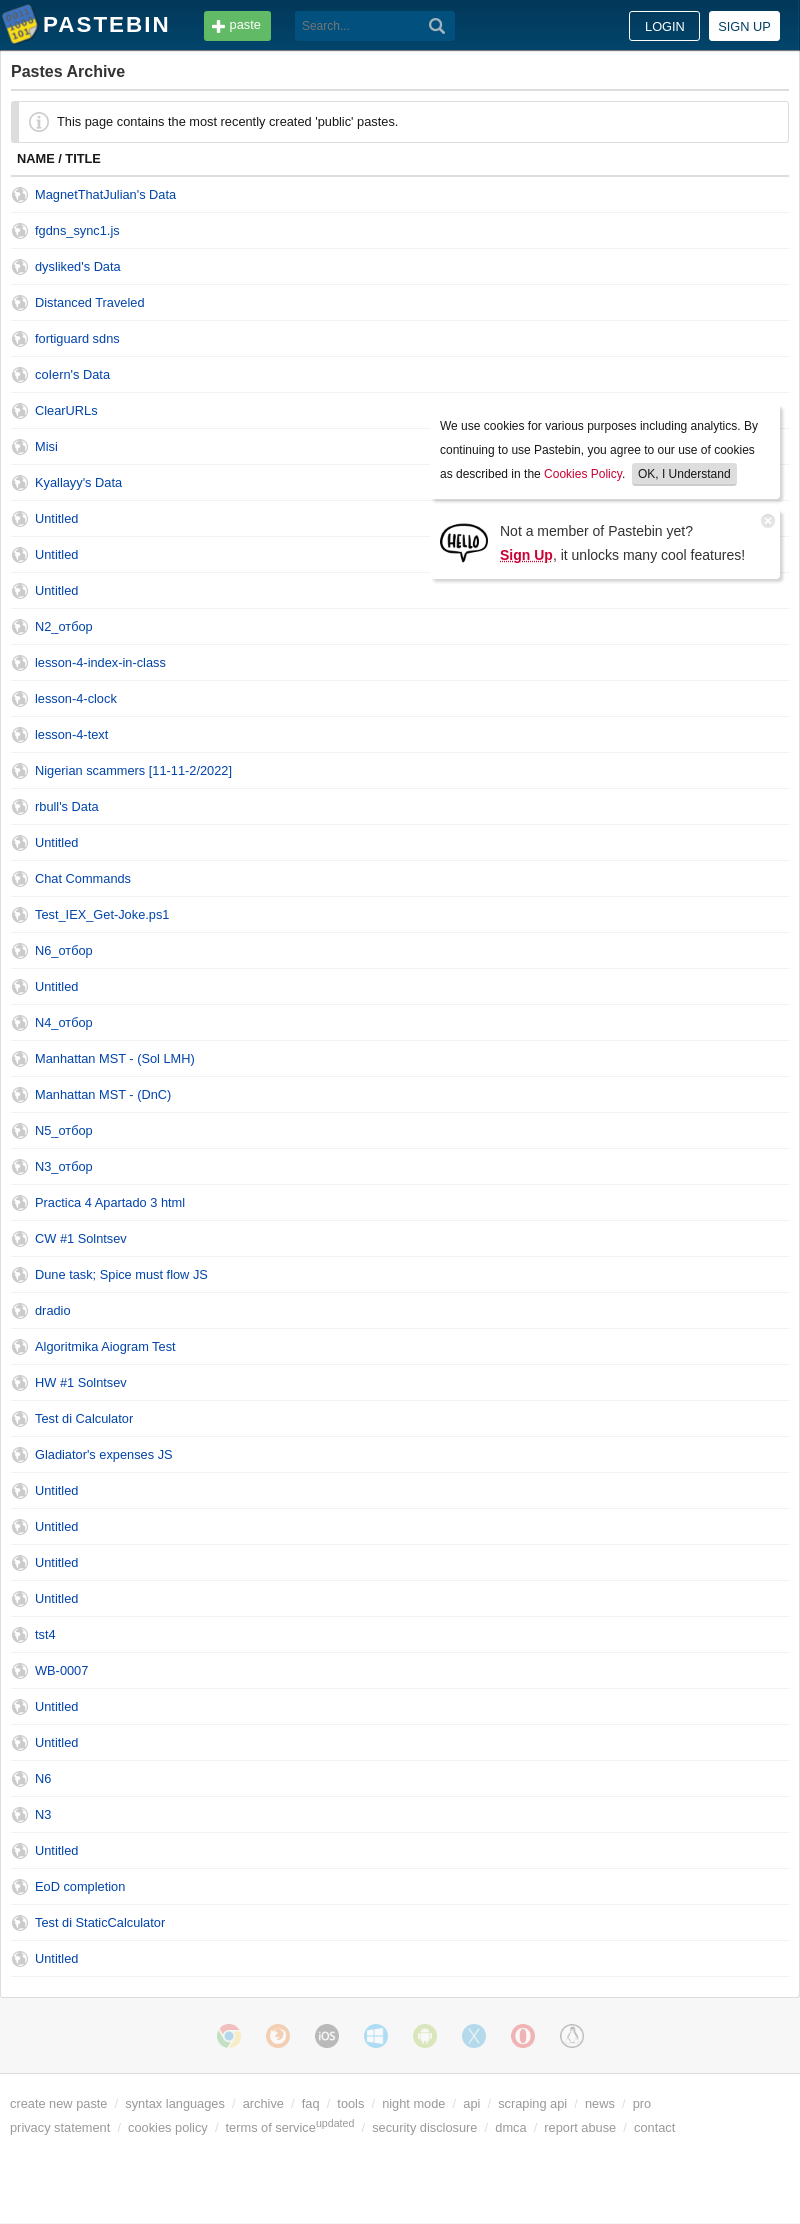 PASTEBIN
paste
Search...
LOGIN
SIGN UP
Pastes Archive
This page contains the most recently created 'public' pastes.
NAME / TITLE
MagnetThatJulian's Data
fgdns_sync1.js
dysliked's Data
Distanced Traveled
fortiguard sdns
colern's Data
ClearURLs
Misi
Kyallayy's Data
Untitled
Untitled
Untitled
We use cookies for various purposes including analytics. By
continuing to use Pastebin, you agree to our use of cookies
as described in the Cookies Policy. OK, I Understand
HELLO
Not a member of Pastebin yet?
Sign Up, it unlocks many cool features!
N2_отбор
lesson-4-index-in-class
lesson-4-clock
lesson-4-text
Nigerian scammers [11-11-2/2022]
rbull's Data
Untitled
Chat Commands
Test_IEX_Get-Joke.ps1
N6_отбор
Untitled
N4_отбор
Manhattan MST - (Sol LMH)
Manhattan MST - (DnC)
N5_отбор
N3_отбор
Practica 4 Apartado 3 html
CW #1 Solntsev
Dune task; Spice must flow JS
dradio
Algoritmika Aiogram Test
HW #1 Solntsev
Test di Calculator
Gladiator's expenses JS
Untitled
Untitled
Untitled
Untitled
tst4
WB-0007
Untitled
Untitled
N6
N3
Untitled
EoD completion
Test di StaticCalculator
Untitled
iOS
create new paste / syntax languages / archive / faq / tools / night mode / api / scraping api / news / pro
privacy statement / cookies policy / terms of service updated / security disclosure / dmca / report abuse / contact